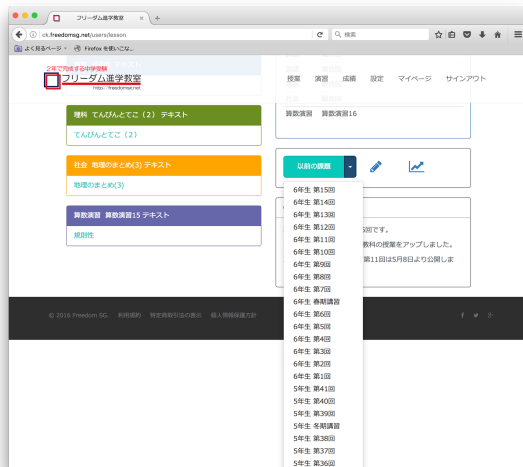 フリーダム進学教室
ck.freedomsg.net/users/lesson
検索
よく見るページ
Firefox を使いこな...
2年で完成する中学受験
フリーダム進学教室
http://freedomsg.net
授業 演習 成績 設定 マイページ サインアウト
理科 てんびんとてこ（2） テキスト
てんびんとてこ（2）
社会 地理のまとめ(3) テキスト
地理のまとめ(3)
算数演習 算数演習15 テキスト
規則性
算数演習 算数演習16
以前の課題
6年生 第15回
6年生 第14回
6年生 第13回
6年生 第12回
6年生 第11回
6年生 第10回
6年生 第9回
6年生 第8回
6年生 第7回
6年生 春期講習
6年生 第6回
6年生 第5回
6年生 第4回
6年生 第3回
6年生 第2回
6年生 第1回
5年生 第41回
5年生 第40回
5年生 第39回
5年生 冬期講習
5年生 第38回
5年生 第37回
5年生 第36回
回です。
教科の授業をアップしました。
第11回は5月8日より公開しま
© 2016 Freedom SG. 利用規約 特定商取引法の表示 個人情報保護方針